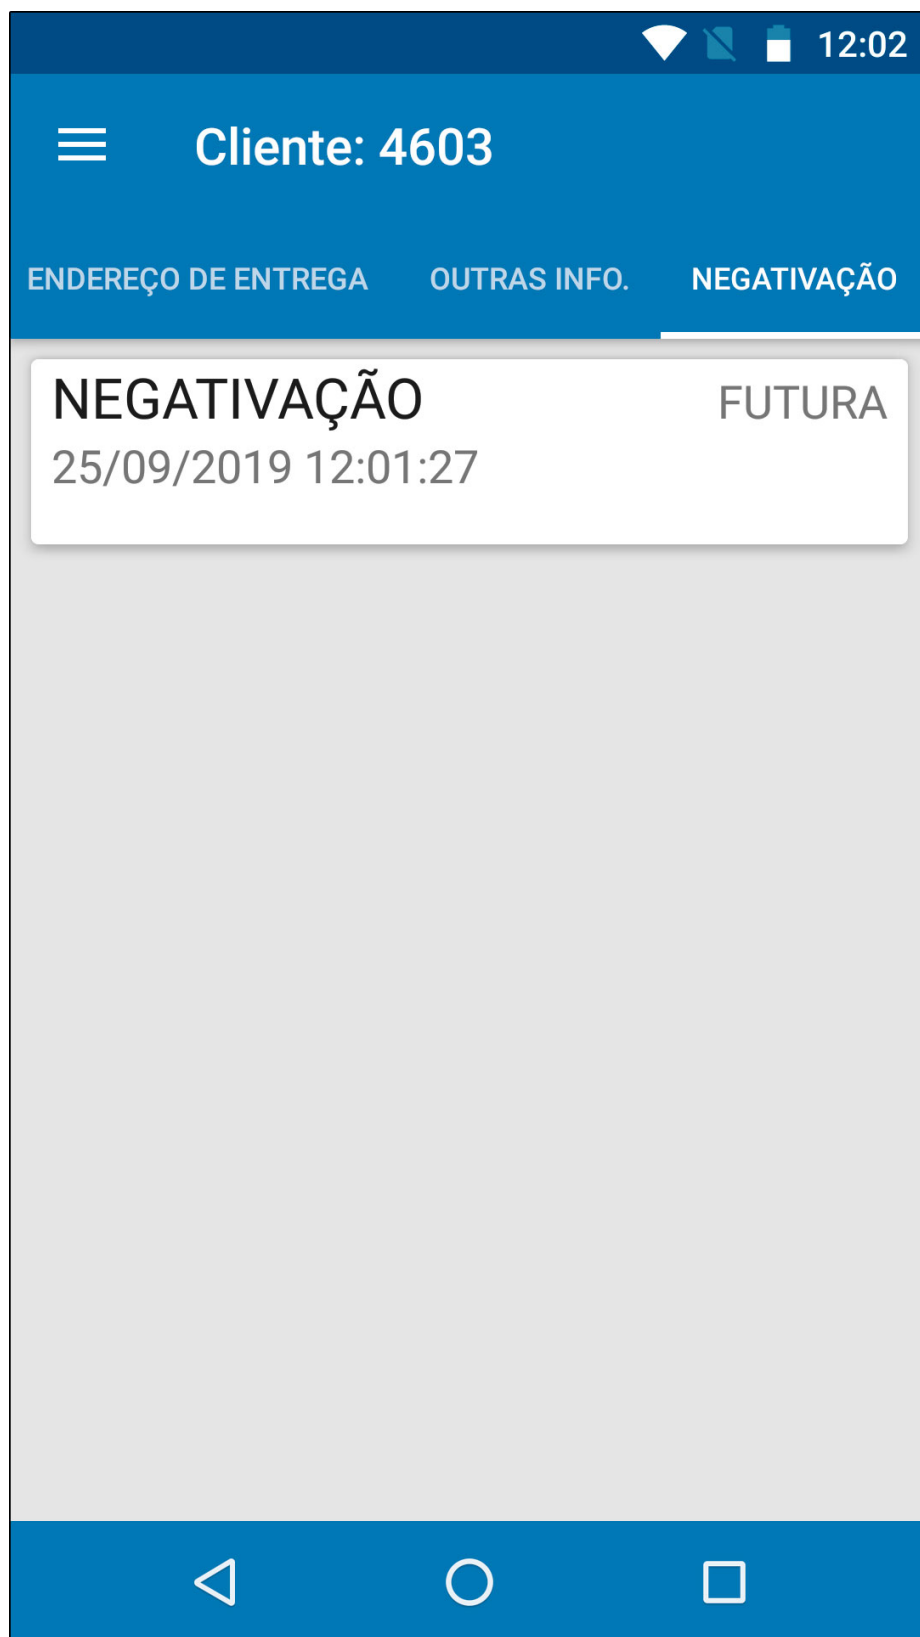 12:02
Cliente: 4603
ENDEREÇO DE ENTREGA OUTRAS INFO. NEGATIVAÇÃO
NEGATIVAÇÃO FUTURA
25/09/2019 12:01:27